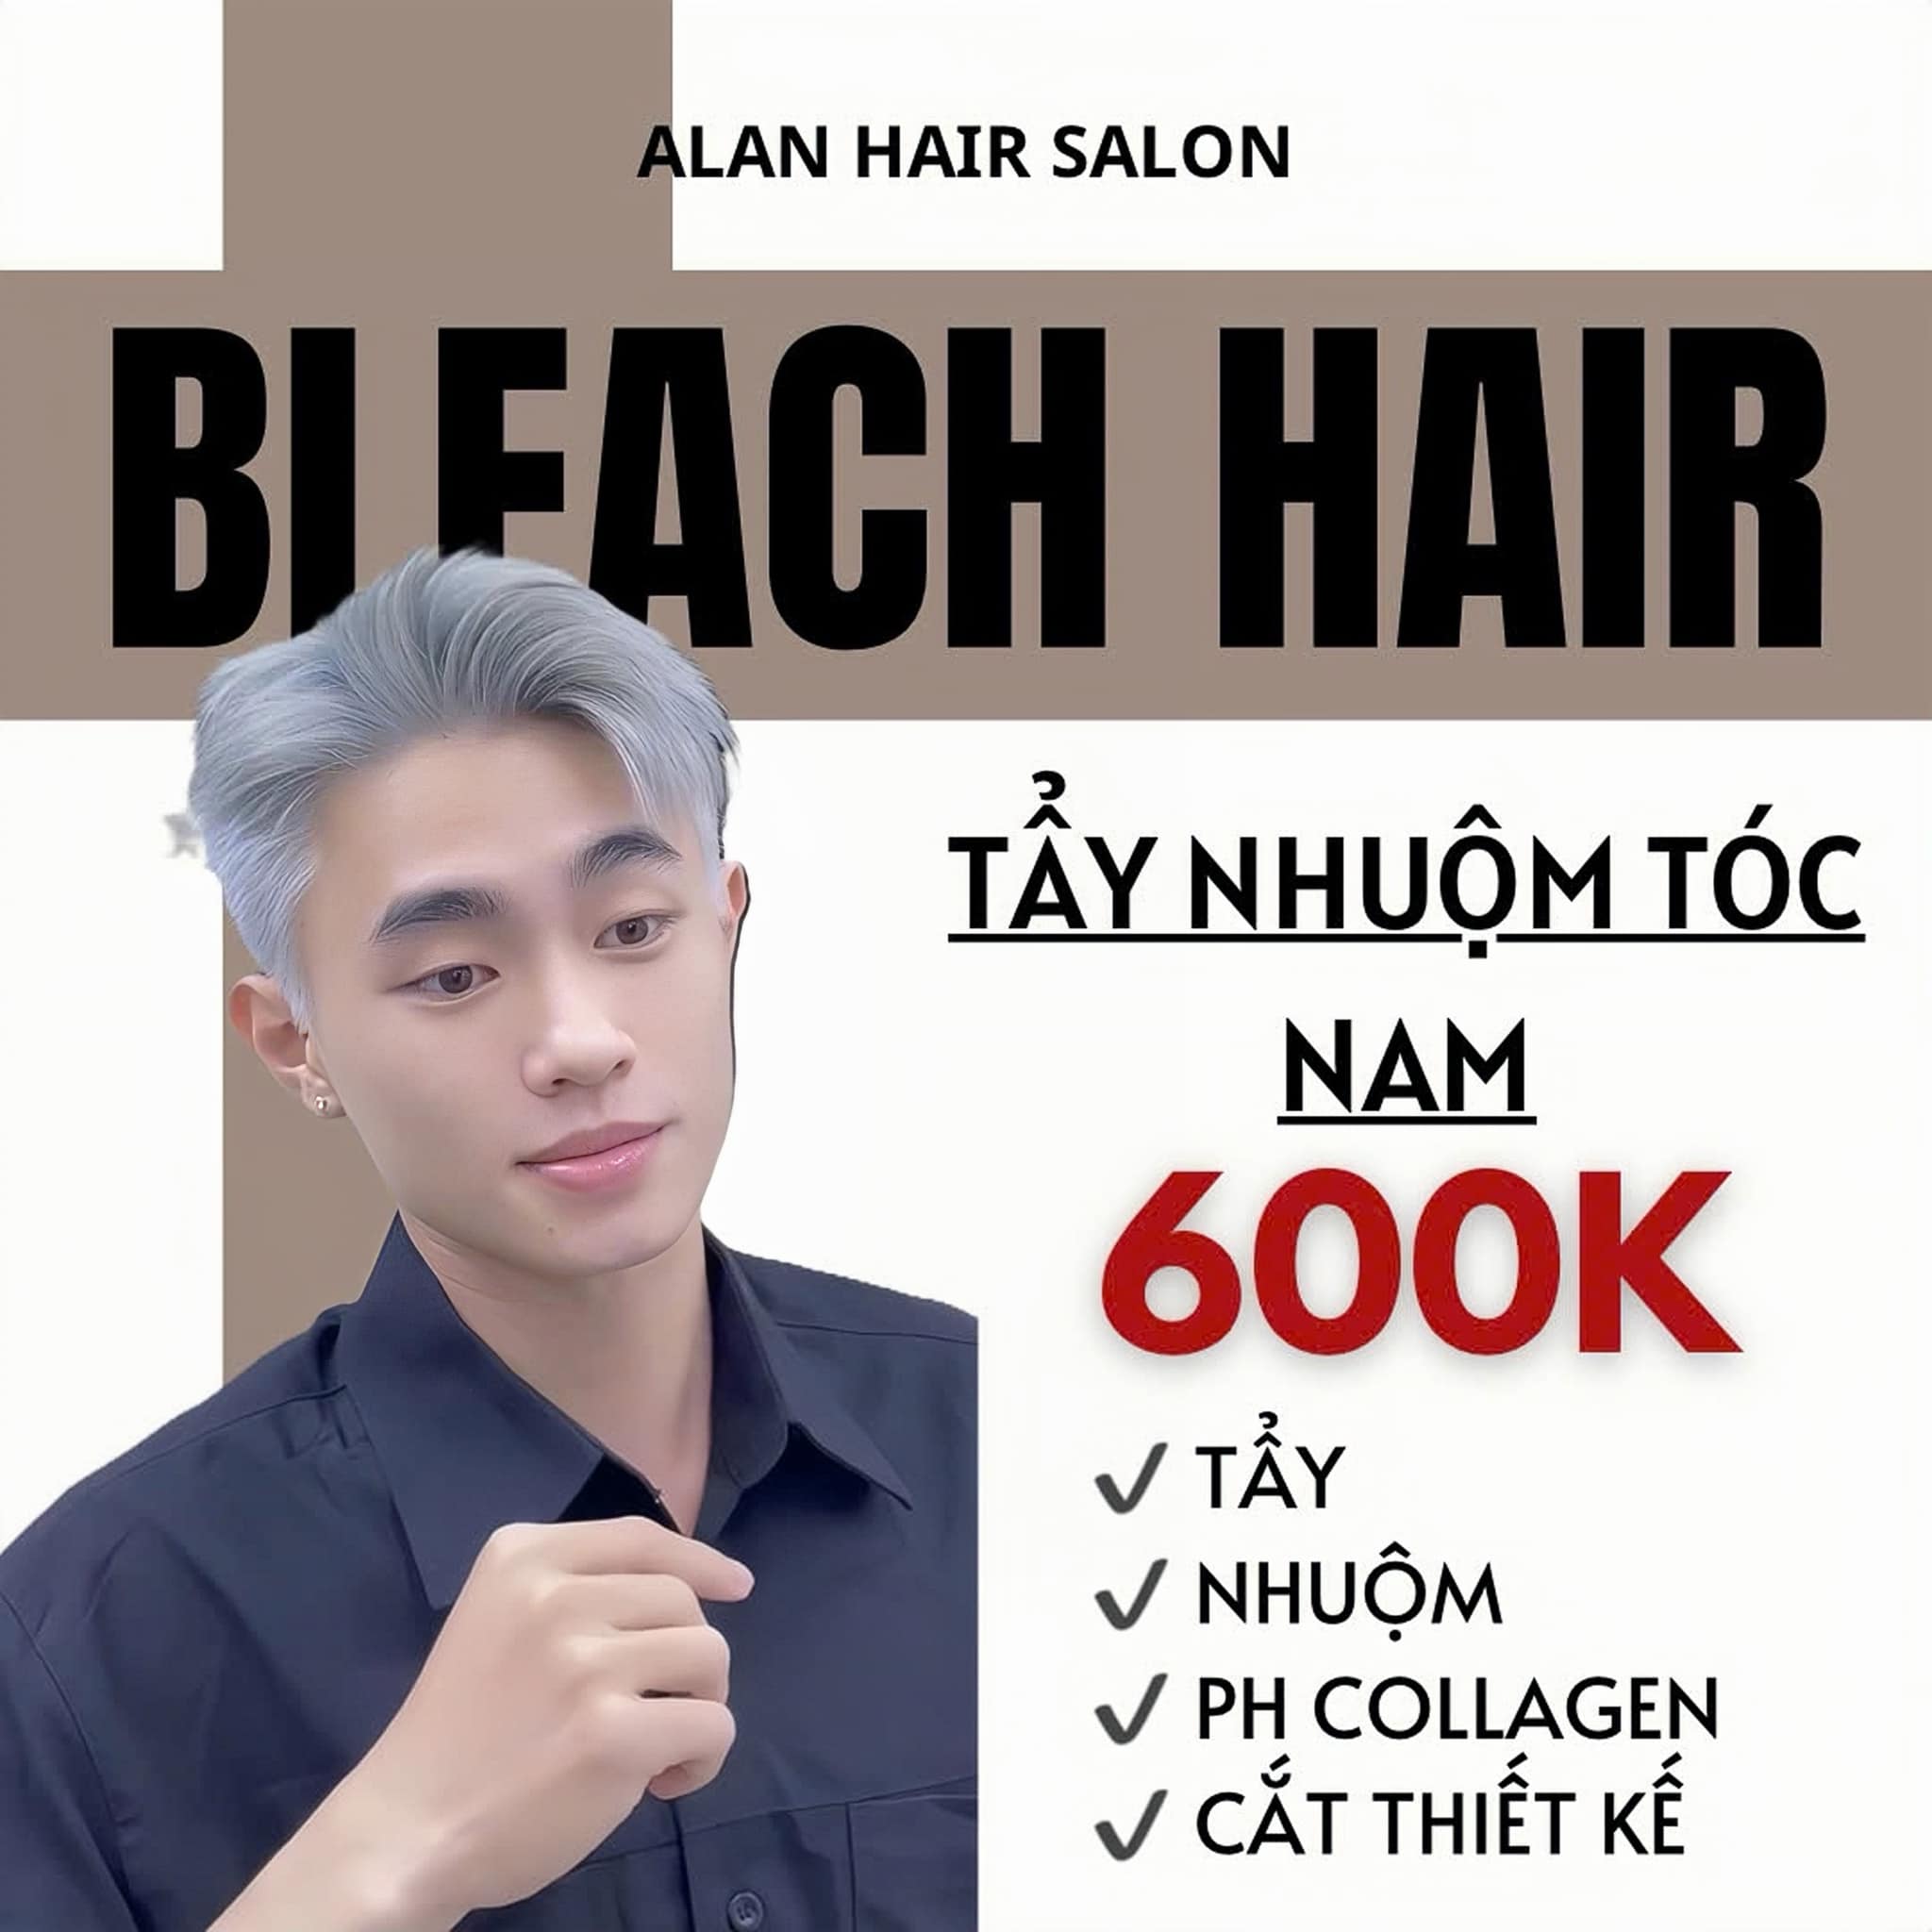 ALAN HAIR SALON
BLEACH HAIR
TẨY NHUỘM TÓC
NAM
600K
✓ TẨY
✓ NHUỘM
✓ PH COLLAGEN
✓ CẮT THIẾT KẾ